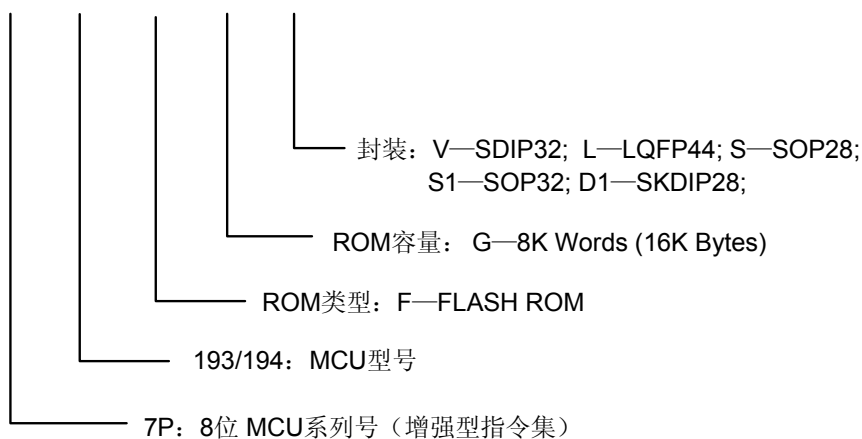 封装：V—SDIP32; L—LQFP44; S—SOP28;
S1—SOP32; D1—SKDIP28;
ROM容量：G—8K Words (16K Bytes)
ROM类型：F—FLASH ROM
193/194：MCU型号
7P：8位 MCU系列号（增强型指令集）